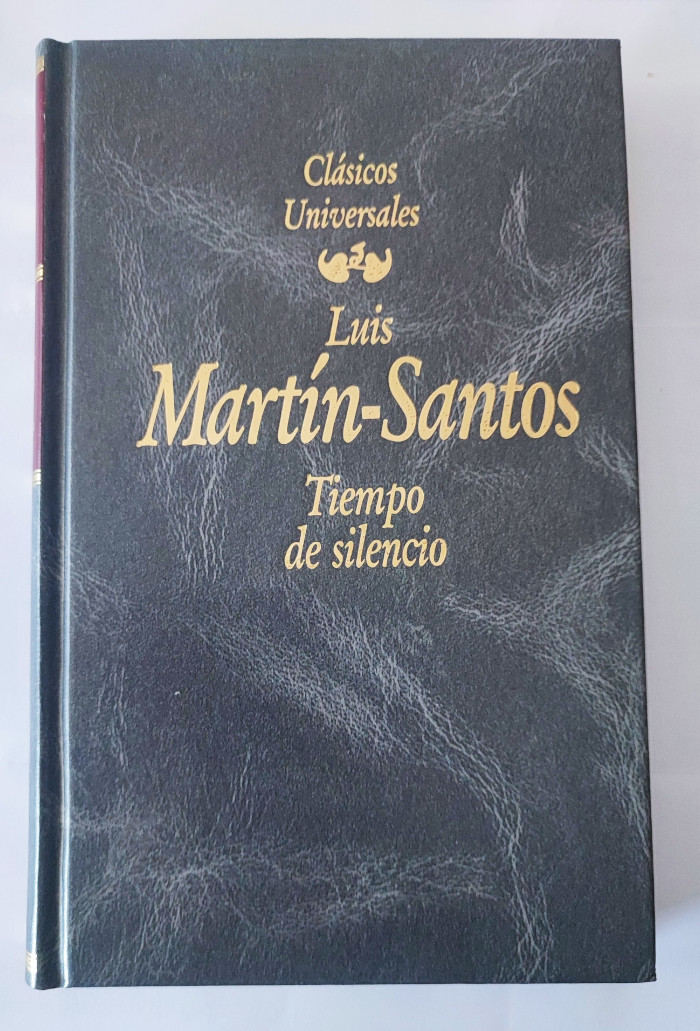 Clásicos
Universales
Luis
Martín-Santos
Tiempo
de silencio